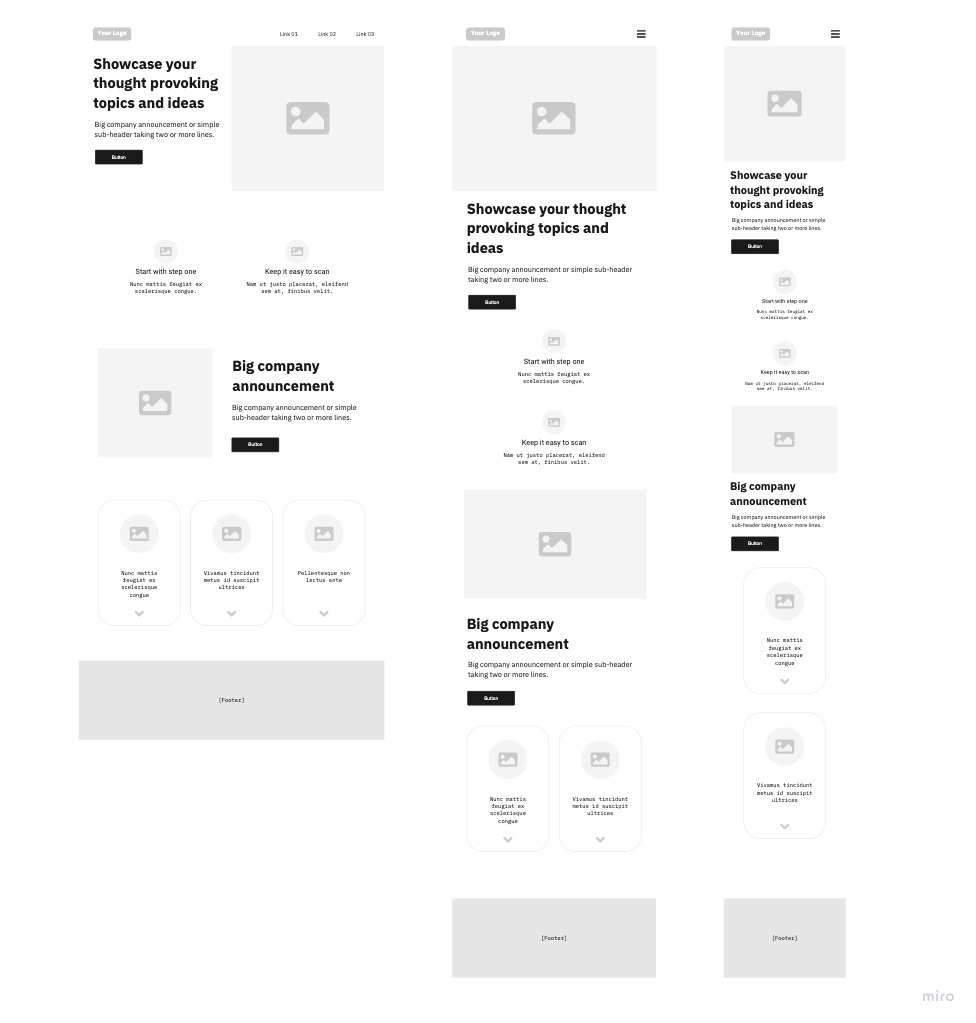 Your Logo
Link 01
Link 02
Link 03
Showcase your
thought provoking
topics and ideas
Big company announcement or simple
sub-header taking two or more lines.
Button
Start with step one
Nunc mattis feugiat ex
scelerisque congue.
Keep it easy to scan
Nam ut justo placerat, eleifend
sem at, finibus velit.
Big company
announcement
Big company announcement or simple
sub-header taking two or more lines.
Button
Nunc mattis
feugiat ex
scelerisque
congue
Vivamus tincidunt
metus id suscipit
ultrices
Pellentesque non
lectus ante
[Footer]
Your Logo
Showcase your thought
provoking topics and
ideas
Big company announcement or simple sub-header
taking two or more lines.
Button
Start with step one
Nunc mattis feugiat ex
scelerisque congue.
Keep it easy to scan
Nam ut justo placerat, eleifend
sem at, finibus velit.
Big company
announcement
Big company announcement or simple sub-header
taking two or more lines.
Button
Nunc mattis
feugiat ex
scelerisque
congue
Vivamus tincidunt
metus id suscipit
ultrices
[Footer]
Your Logo
Showcase your
thought provoking
topics and ideas
Big company announcement or simple
sub-header taking two or more lines.
Button
Start with step one
Nunc mattis feugiat ex
scelerisque congue.
Keep it easy to scan
Nam ut justo placerat, eleifend
sem at, finibus velit.
Big company
announcement
Big company announcement or simple
sub-header taking two or more lines.
Button
Nunc mattis
feugiat ex
scelerisque
congue
Vivamus tincidunt
metus id suscipit
ultrices
[Footer]
miro